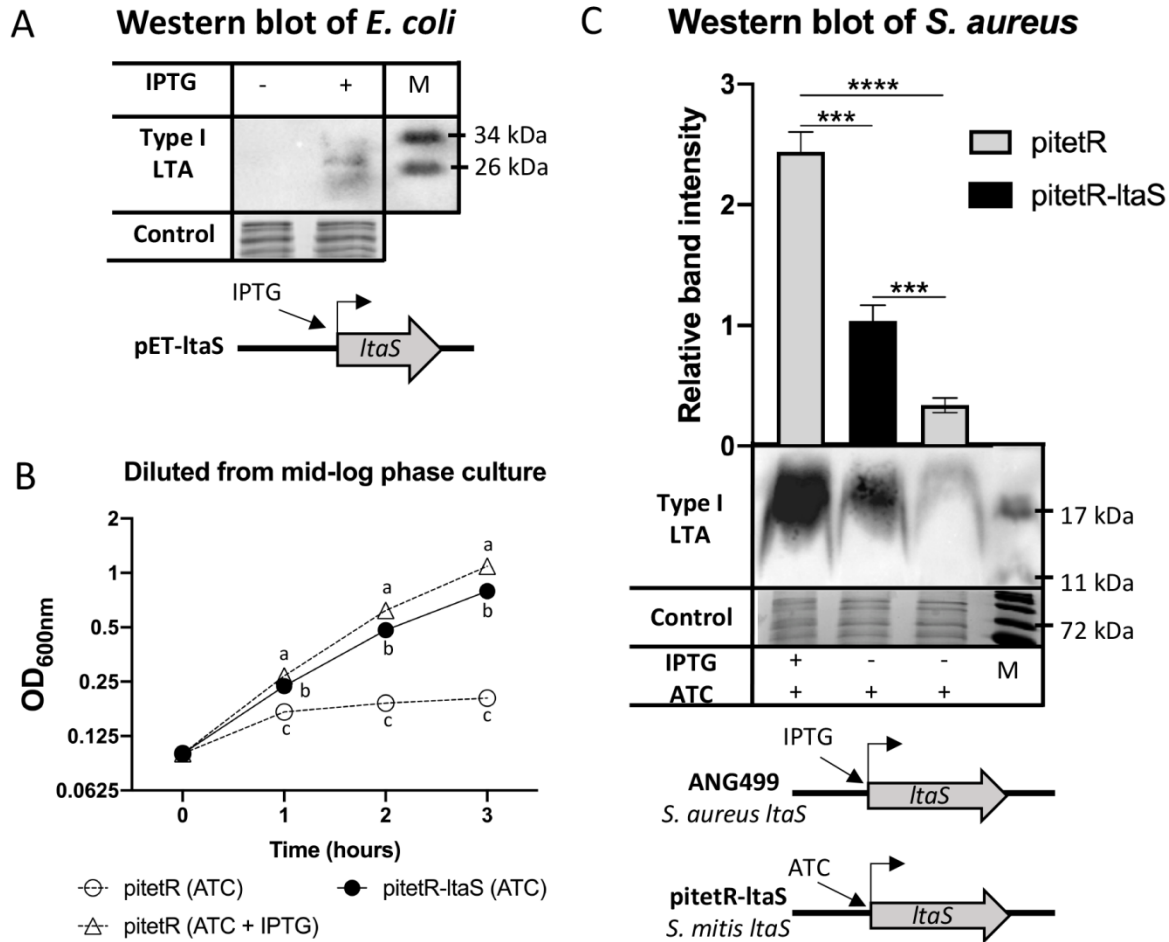 A
Western blot of E. coli
IPTG - + M
Type I
LTA
34 kDa
26 kDa
Control
IPTG
pET-ltaS
ltaS
B
Diluted from mid-log phase culture
OD600nm
2
1
0.5
0.25
0.125
0.0625
a
a
a
b
b
b
c
c
c
0 1 2 3
Time (hours)
pitetR (ATC)
pitetR-ltaS (ATC)
pitetR (ATC + IPTG)
C
Western blot of S. aureus
Relative band intensity
3
2
1
0
****
***
***
pitetR
pitetR-ltaS
Type I
LTA
17 kDa
11 kDa
Control
72 kDa
IPTG + - - M
ATC + + +
IPTG
ANG499
S. aureus ltaS
ltaS
ATC
pitetR-ltaS
S. mitis ltaS
ltaS